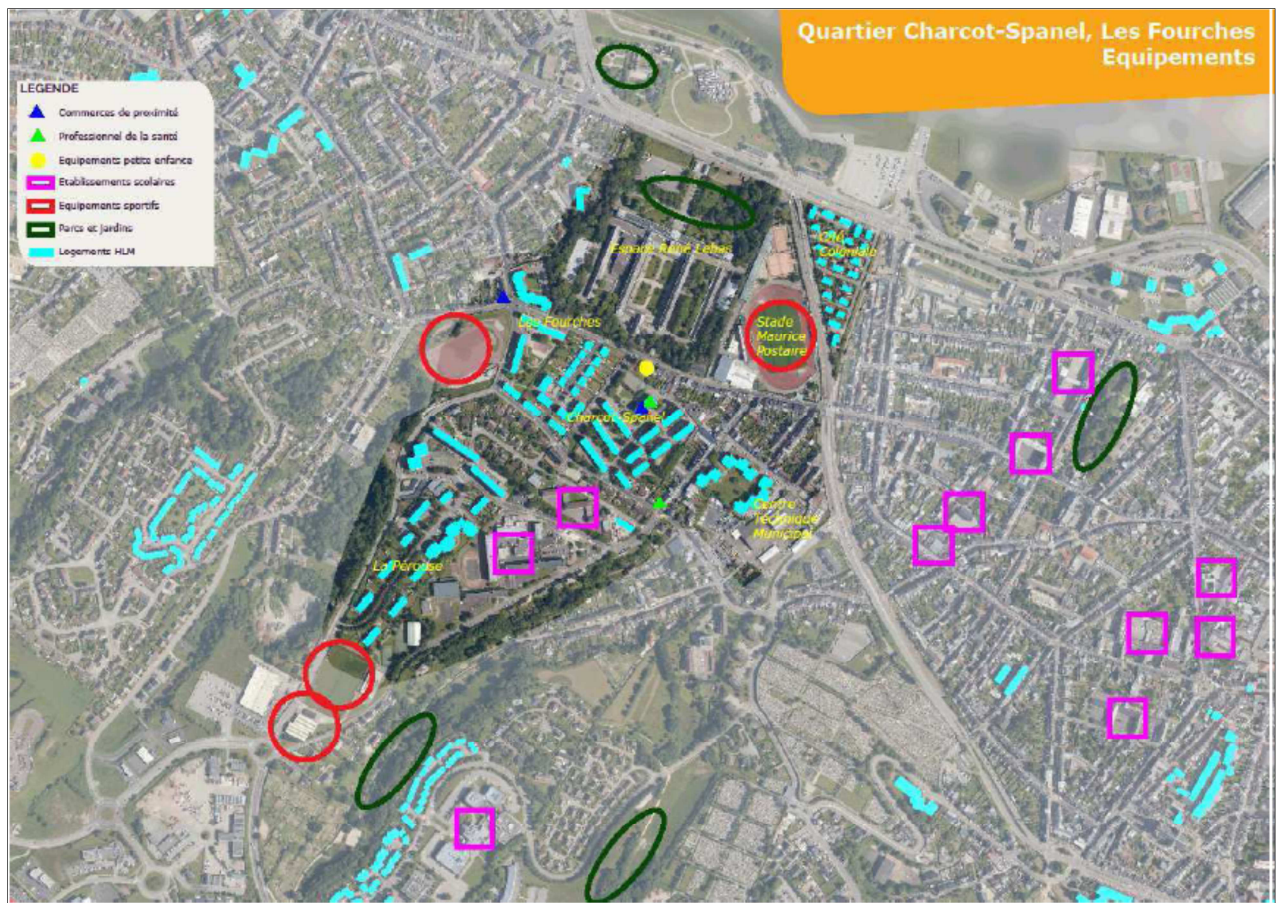 Quartier Charcot-Spanel, Les Fourches
Equipements
LEGENDE
Commerces de proximité
Professionnel de la santé
Equipements petite enfance
Etablissements scolaires
Equipements sportifs
Parcs et Jardins
Logements HLM
Espace René Lebas
Cité
Coloniale
Les Fourches
Stade
Maurice
Postaire
Charcot-Spanel
Centre
Technique
Municipal
La Pérouse